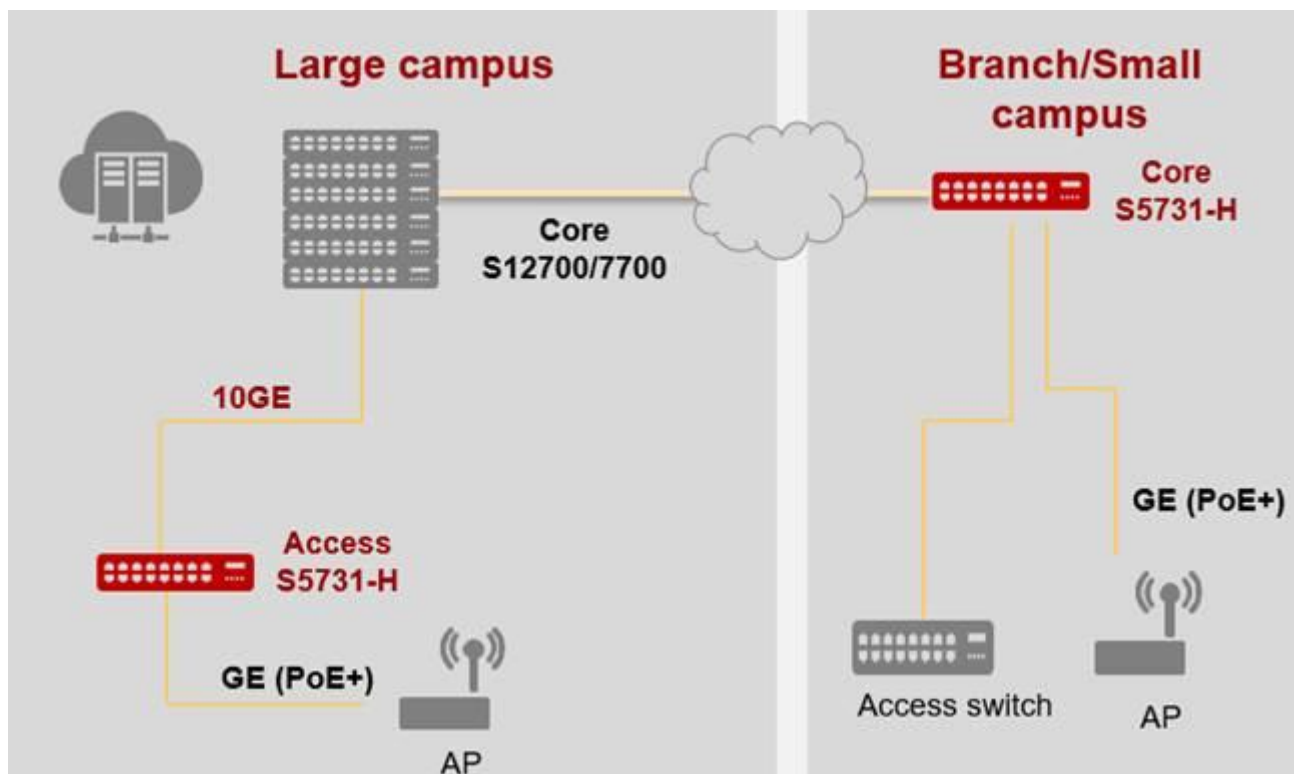 Large campus
Core
S12700/7700
10GE
Access
S5731-H
GE (PoE+)
AP
Branch/Small
campus
Core
S5731-H
GE (PoE+)
Access switch
AP